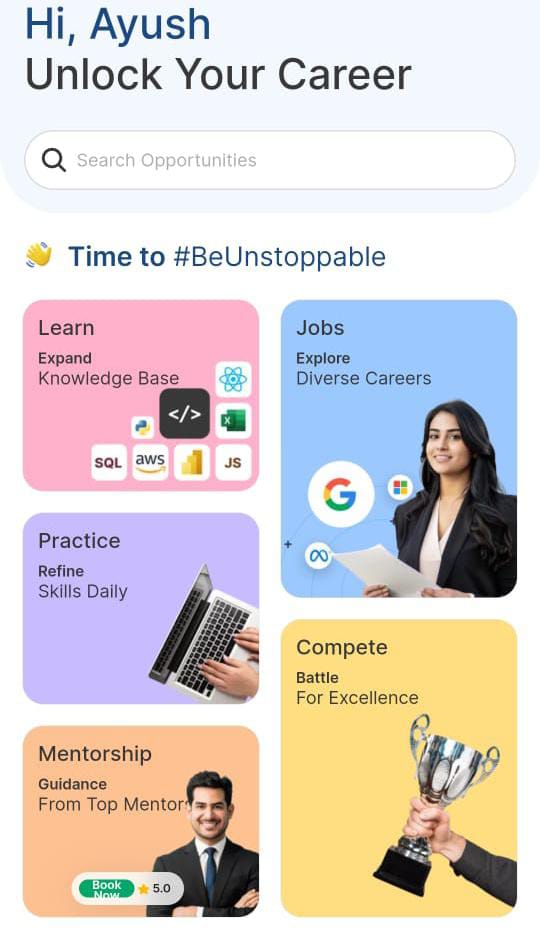 Hi, Ayush
Unlock Your Career
Search Opportunities
Time to #BeUnstoppable
Learn
Expand
Knowledge Base
</>
SQL
aws
JS
Practice
Refine
Skills Daily
Mentorship
Guidance
From Top Mentors
Book
Now
5.0
Jobs
Explore
Diverse Careers
G
Compete
Battle
For Excellence